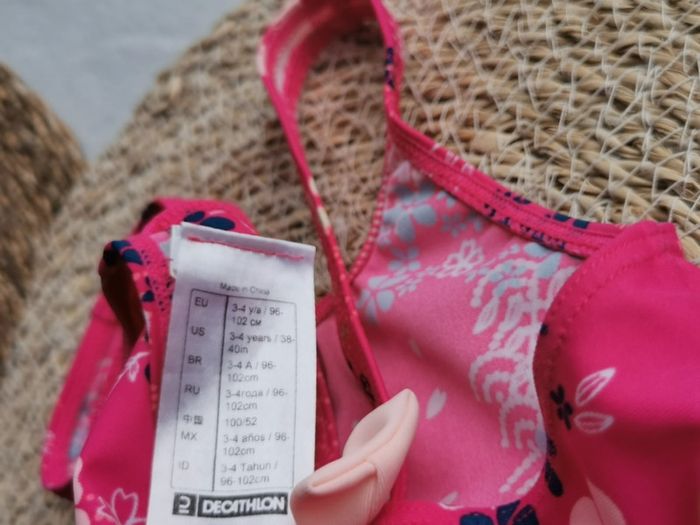 Made in China
EU 3-4 y/a / 96-
102 см
US 3-4 years / 38-
40in
BR 3-4 A / 96-
102cm
RU 3-4года / 96-
102cm
中国 100/52
MX 3-4 años / 96-
102cm
ID 3-4 Tahun /
96-102cm
DECATHLON